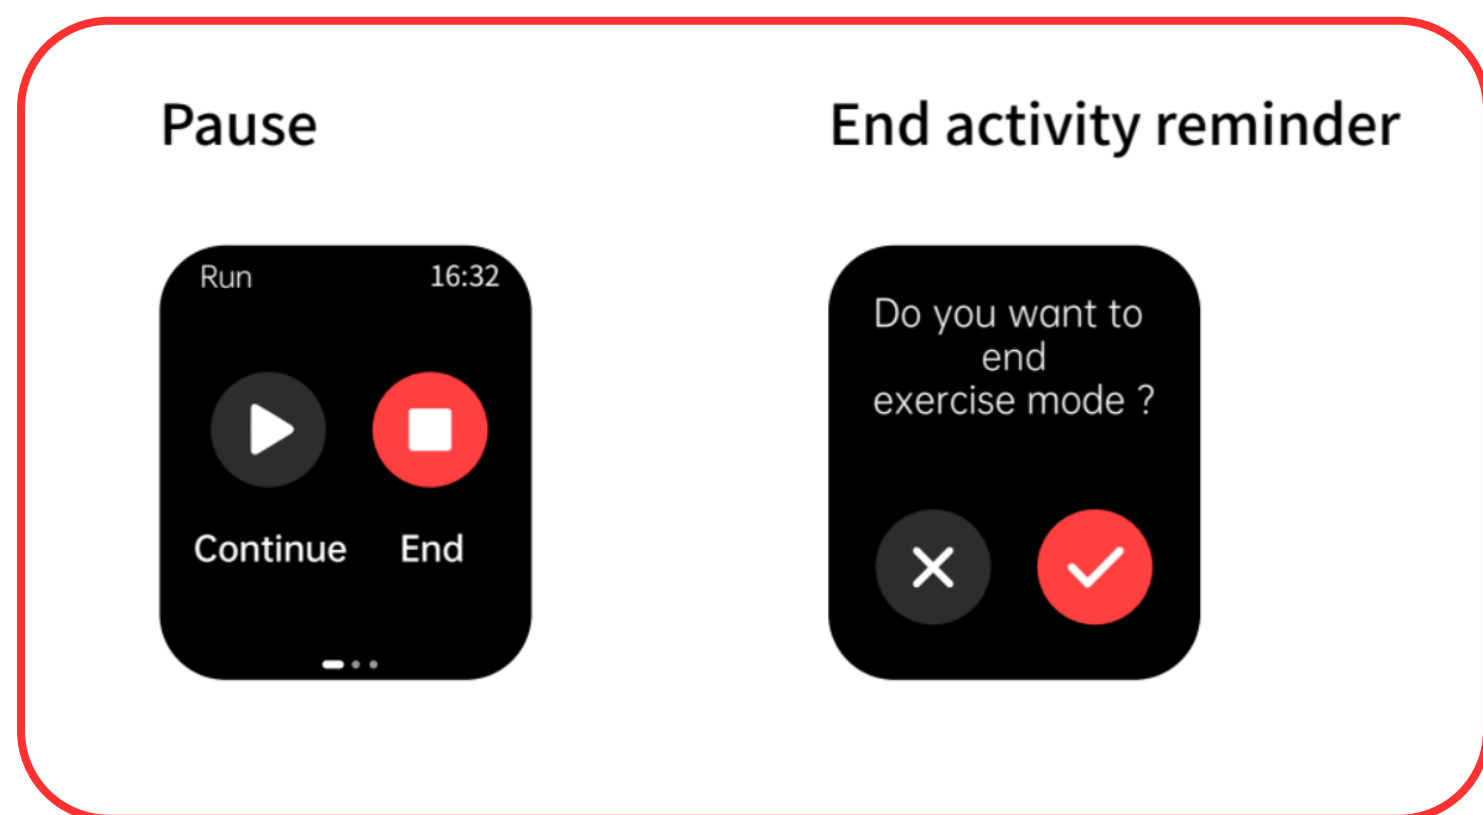 Pause
End activity reminder
Run
16:32
Continue
End
Do you want to
end
exercise mode ?